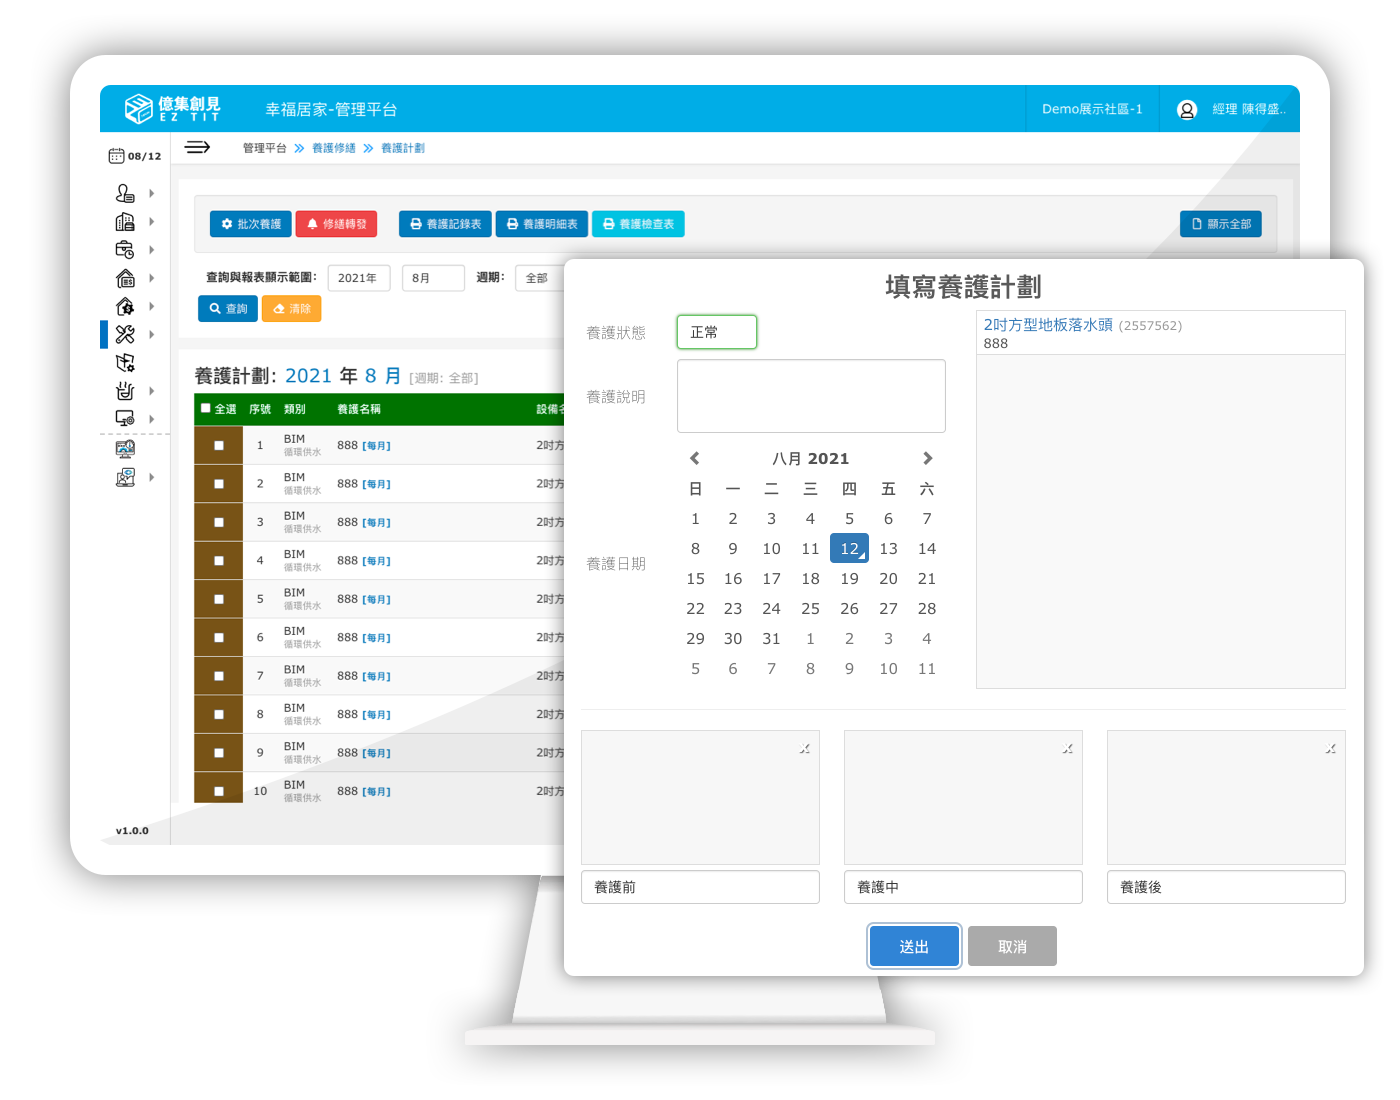 億集創見
EZ TIT
幸福居家-管理平台
Demo展示社區-1
經理 陳得盛..
08/12
管理平台 養護修繕 養護計劃
批次養護 修繕轉發 養護記錄表 養護明細表 養護檢查表 顯示全部
查詢與報表顯示範圍: 2021年 8月 週期: 全部
查詢 清除
養護計劃: 2021 年 8 月 [週期: 全部]
全選 序號 類別 養護名稱 設備名
1 BIM 循環供水 888 [每月] 2吋方
2 BIM 循環供水 888 [每月] 2吋方
3 BIM 循環供水 888 [每月] 2吋方
4 BIM 循環供水 888 [每月] 2吋方
5 BIM 循環供水 888 [每月] 2吋方
6 BIM 循環供水 888 [每月] 2吋方
7 BIM 循環供水 888 [每月] 2吋方
8 BIM 循環供水 888 [每月] 2吋方
9 BIM 循環供水 888 [每月] 2吋方
10 BIM 循環供水 888 [每月] 2吋方
v1.0.0
填寫養護計劃
養護狀態 正常
養護說明
養護日期
八月 2021
日 一 二 三 四 五 六
1 2 3 4 5 6 7
8 9 10 11 12 13 14
15 16 17 18 19 20 21
22 23 24 25 26 27 28
29 30 31 1 2 3 4
5 6 7 8 9 10 11
2吋方型地板落水頭 (2557562)
888
x x x
養護前 養護中 養護後
送出 取消